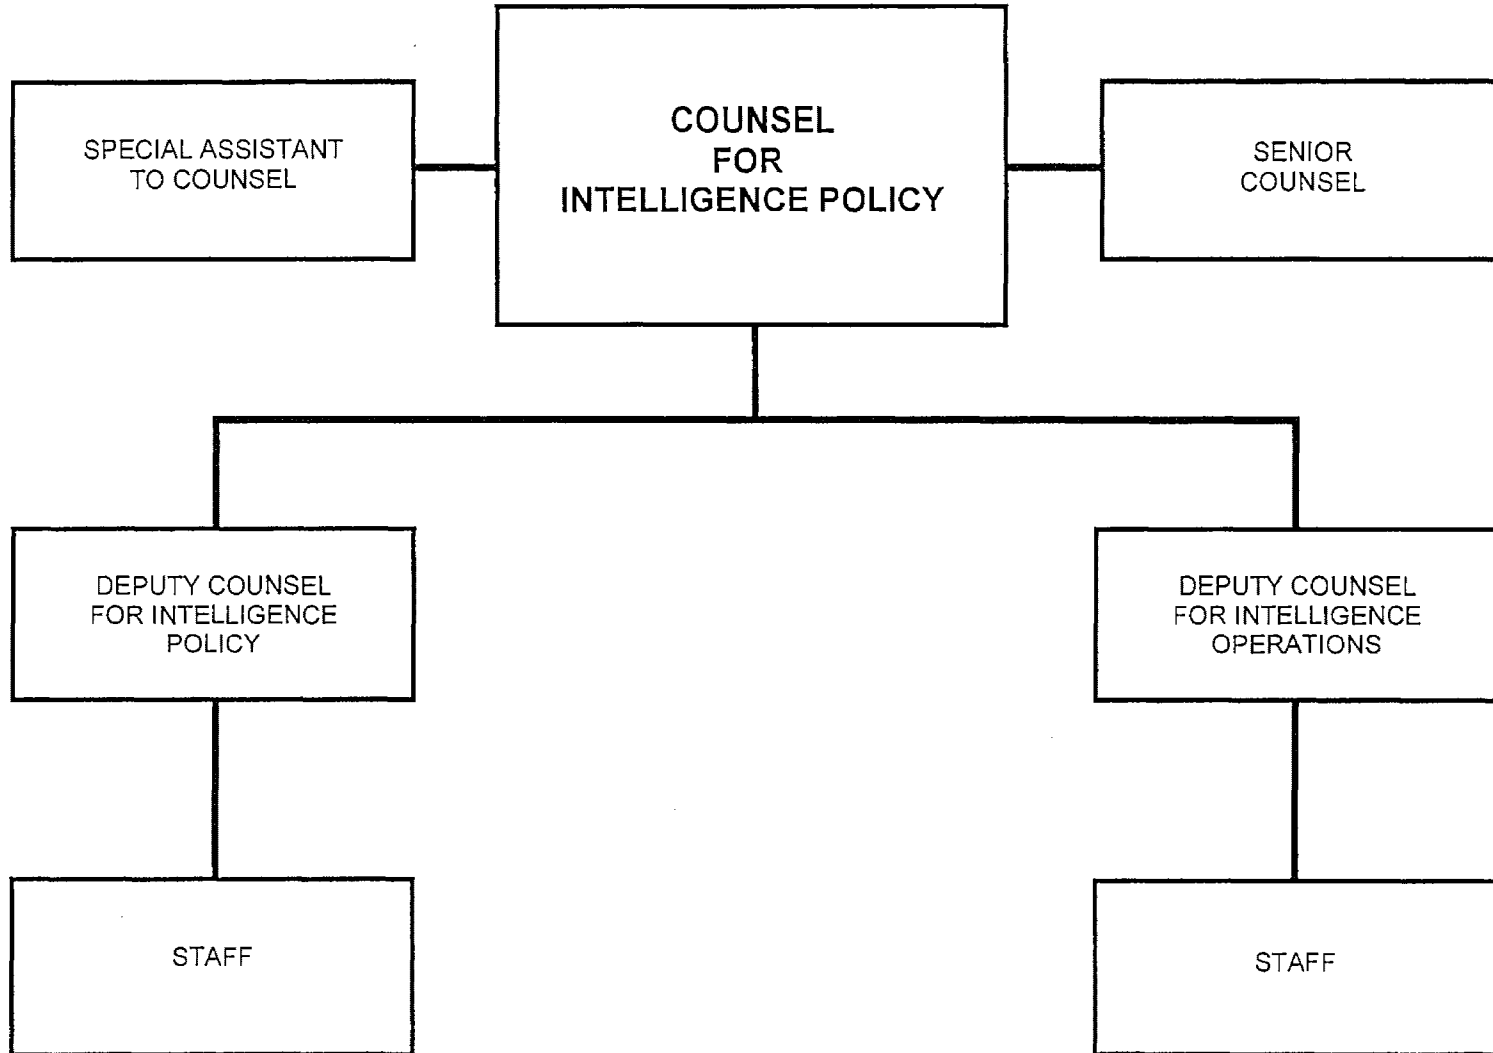 SPECIAL ASSISTANT
TO COUNSEL
COUNSEL
FOR
INTELLIGENCE POLICY
SENIOR
COUNSEL
DEPUTY COUNSEL
FOR INTELLIGENCE
POLICY
DEPUTY COUNSEL
FOR INTELLIGENCE
OPERATIONS
STAFF
STAFF